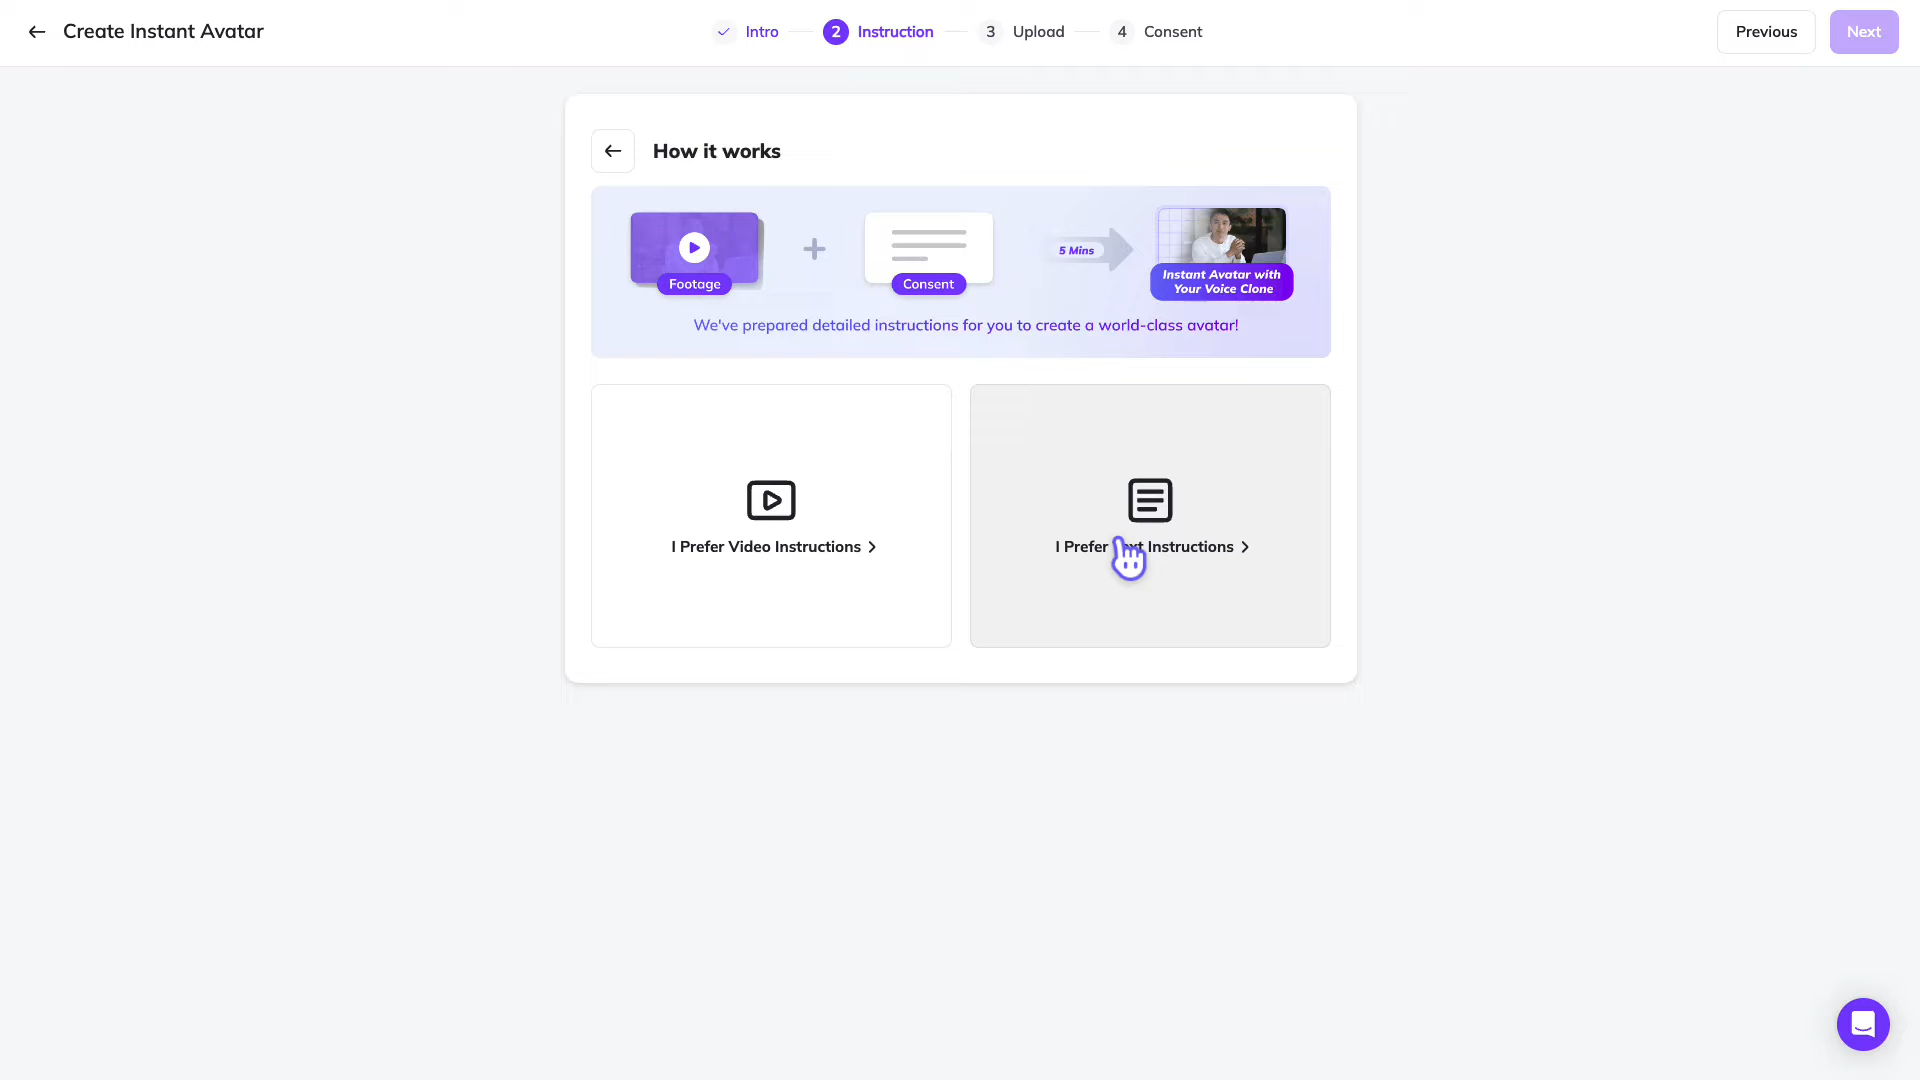 Create Instant Avatar
Intro
2 Instruction
3 Upload
4 Consent
Previous
Next
How it works
Footage
Consent
5 Mins
Instant Avatar with
Your Voice Clone
We've prepared detailed instructions for you to create a world-class avatar!
I Prefer Video Instructions
I Prefer Instructions